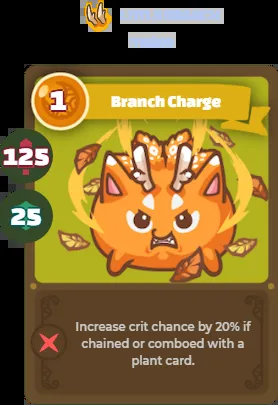 1
Branch Charge
125
25
Increase crit chance by 20% if
chained or comboed with a
plant card.